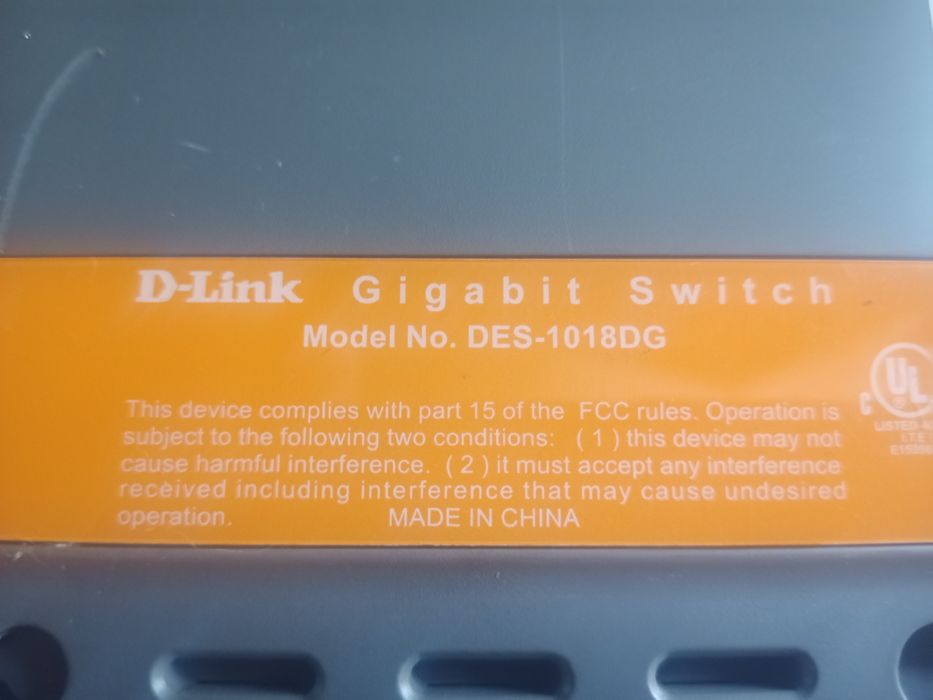 D-Link Gigabit Switch
Model No. DES-1018DG
This device complies with part 15 of the FCC rules. Operation is
subject to the following two conditions: ( 1 ) this device may not
cause harmful interference. ( 2 ) it must accept any interference
received including interference that may cause undesired
operation. MADE IN CHINA
C UL ®
LISTED
I.T.E